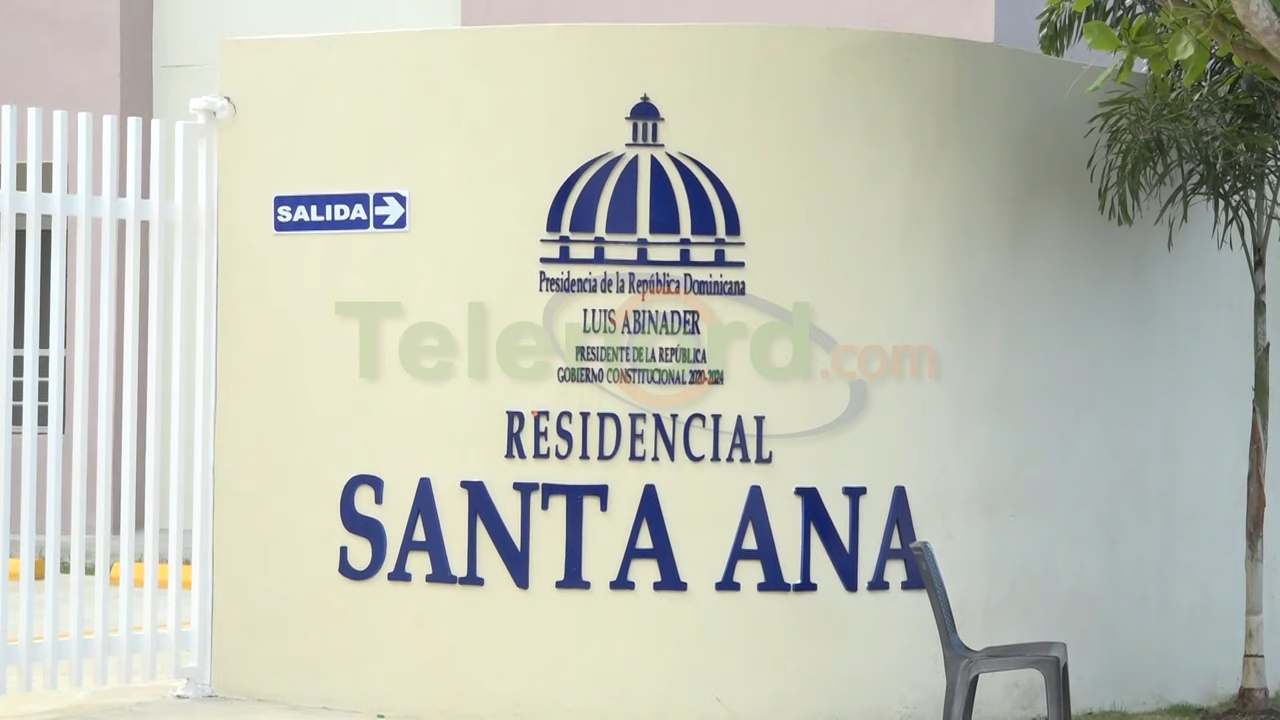 SALIDA
Presidencia de la República Dominicana
LUIS ABINADER
PRESIDENTE DE LA REPÚBLICA
GOBIERNO CONSTITUCIONAL 2020-2024
Telenord.com
RESIDENCIAL
SANTA ANA